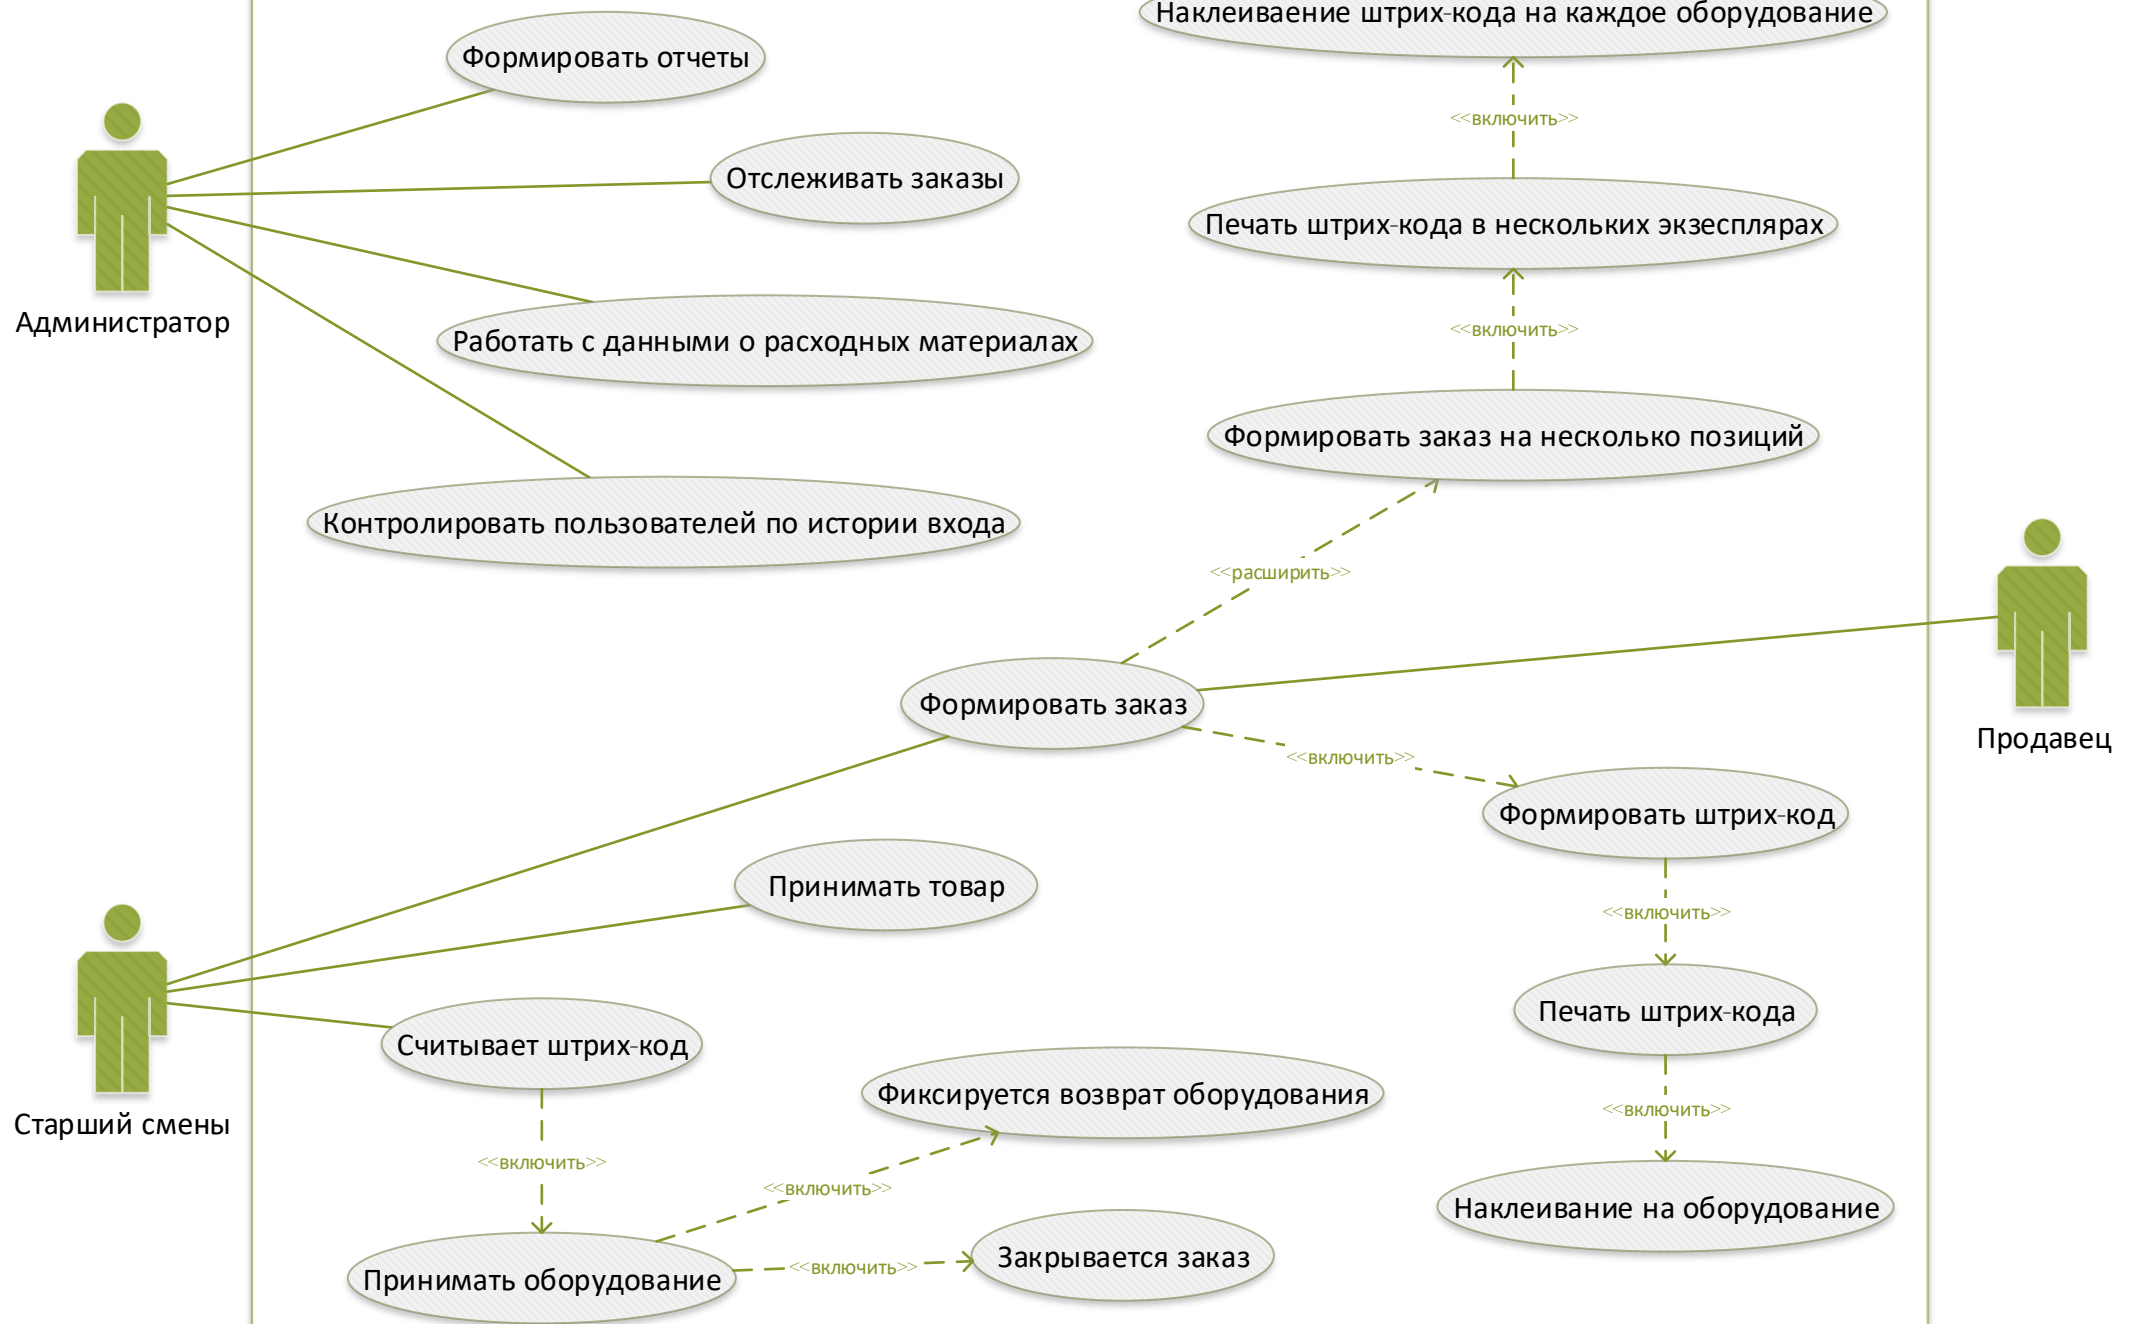 Наклеиваение штрих-кода на каждое оборудование
Формировать отчеты
<<включить>>
Отслеживать заказы
Печать штрих-кода в нескольких экзесплярах
Администратор
<<включить>>
Работать с данными о расходных материалах
Формировать заказ на несколько позиций
Контролировать пользователей по истории входа
<<расширить>>
Формировать заказ
Продавец
<<включить>>
Формировать штрих-код
Принимать товар
<<включить>>
Печать штрих-кода
Считывает штрих-код
Фиксируется возврат оборудования
<<включить>>
Старший смены
<<включить>>
<<включить>>
Наклеивание на оборудование
Закрывается заказ
<<включить>>
Принимать оборудование